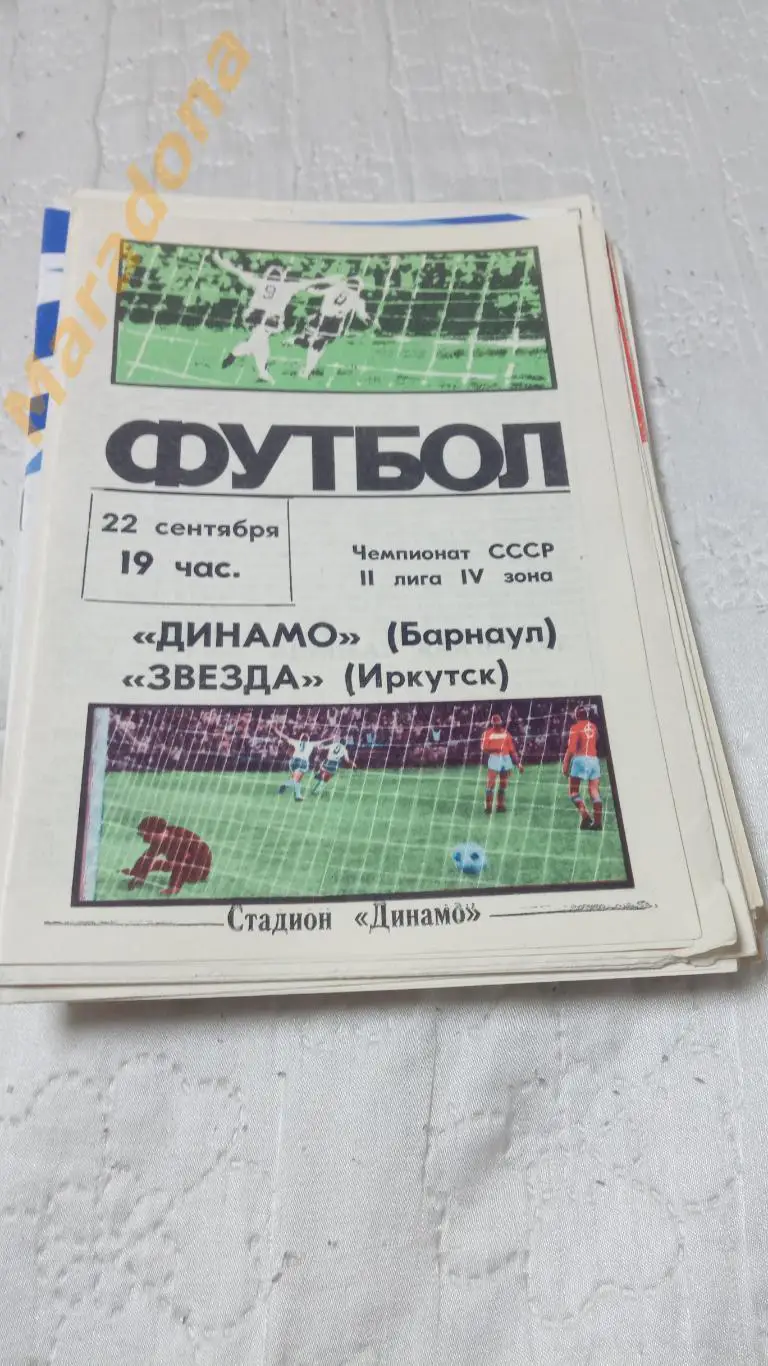 Maradona
ФУТБОЛ
22 сентября
19 час.
Чемпионат СССР
II лига IV зона
«ДИНАМО» (Барнаул)
«ЗВЕЗДА» (Иркутск)
Стадион «Динамо»